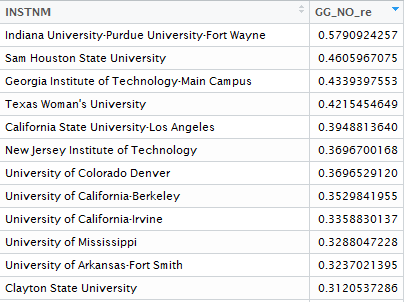 INSTNM GG_NO_re
Indiana University-Purdue University-Fort Wayne 0.5790924257
Sam Houston State University 0.4605967075
Georgia Institute of Technology-Main Campus 0.4339397553
Texas Woman's University 0.4215454649
California State University-Los Angeles 0.3948813640
New Jersey Institute of Technology 0.3696700168
University of Colorado Denver 0.3696529120
University of California-Berkeley 0.3529841955
University of California-Irvine 0.3358830137
University of Mississippi 0.3288047228
University of Arkansas-Fort Smith 0.3237021395
Clayton State University 0.3120537286